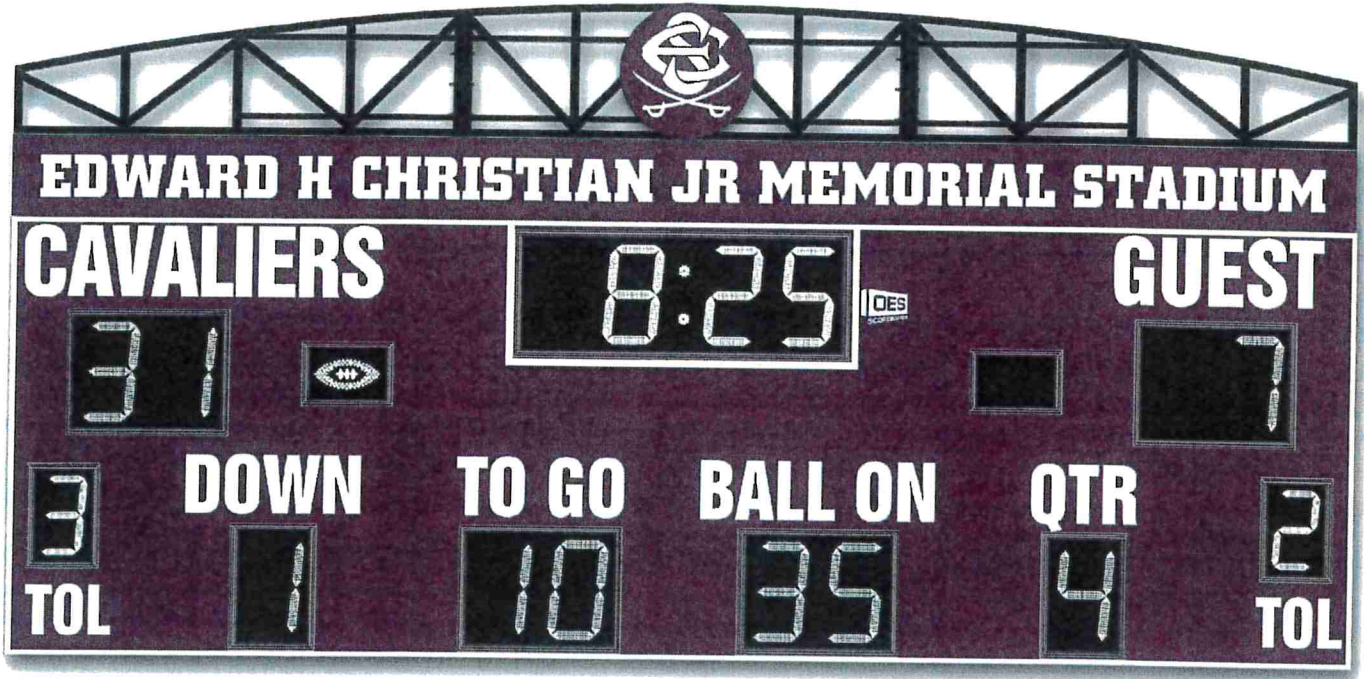 EDWARD H CHRISTIAN JR MEMORIAL STADIUM
CAVALIERS 8:25 GUEST
OES
31 7
DOWN TO GO BALL ON QTR
3 1 10 35 4 2
TOL TOL